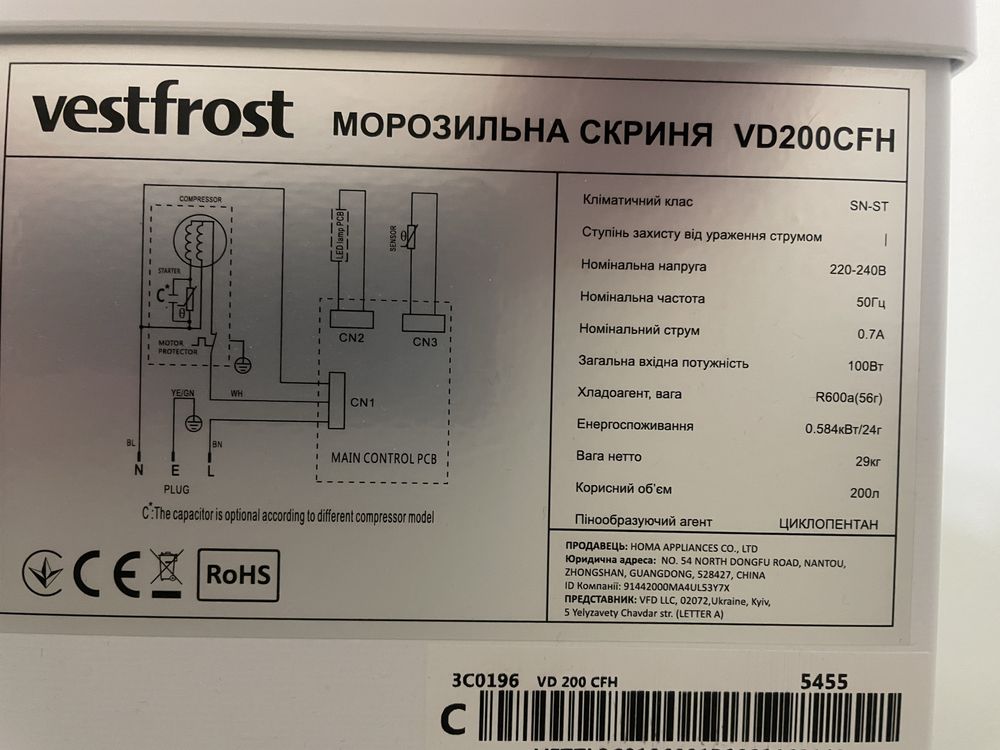 vestfrost МОРОЗИЛЬНА СКРИНЯ VD200CFH
COMPRESSOR
STARTER
C*
θ
MOTOR
PROTECTOR
LED lamp PCB
SENSOR
θ
CN2
CN3
YE/GN
WH
CN1
BL
BN
N E L
PLUG
MAIN CONTROL PCB
C*:The capacitor is optional according to different compressor model
CE
RoHS
Кліматичний клас SN-ST
Ступінь захисту від ураження струмом I
Номінальна напруга 220-240В
Номінальна частота 50Гц
Номінальний струм 0.7А
Загальна вхідна потужність 100Вт
Хладоагент, вага R600a(56г)
Енергоспоживання 0.584кВт/24г
Вага нетто 29кг
Корисний об'єм 200л
Пінообразуючий агент ЦИКЛОПЕНТАН
ПРОДАВЕЦЬ: HOMA APPLIANCES CO., LTD
Юридична адреса: NO. 54 NORTH DONGFU ROAD, NANTOU,
ZHONGSHAN, GUANGDONG, 528427, CHINA
ID Компанії: 91442000MA4UL53Y7X
ПРЕДСТАВНИК: VFD LLC, 02072,Ukraine, Kyiv,
5 Yelyzavety Chavdar str. (LETTER A)
3C0196 VD 200 CFH 5455
C